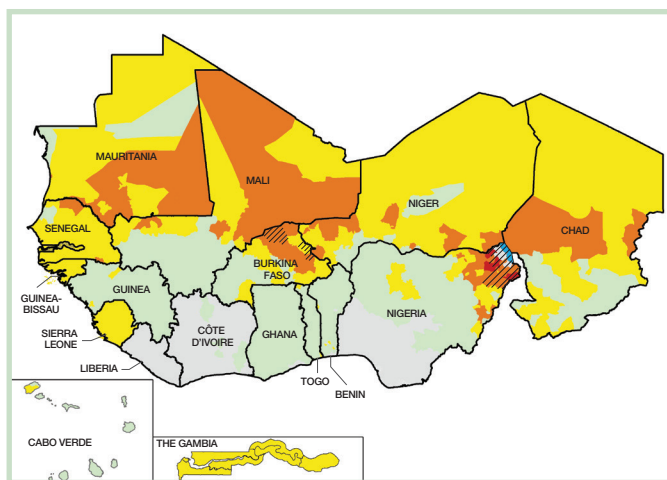 MAURITANIA
MALI
NIGER
CHAD
SENEGAL
BURKINA
FASO
GUINEA-
BISSAU
GUINEA
NIGERIA
SIERRA
LEONE
CÔTE
D'IVOIRE
GHANA
LIBERIA
TOGO
BENIN
CABO VERDE
THE GAMBIA